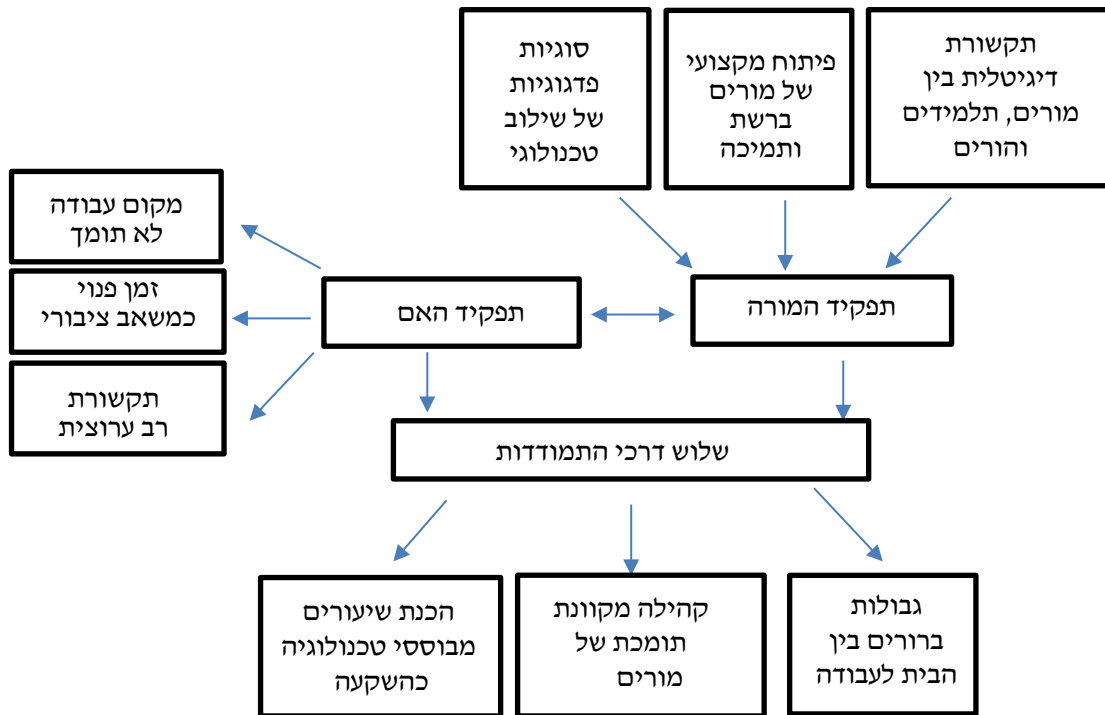 תקשורת
דיגיטלית בין
מורים, תלמידים
והורים
פיתוח מקצועי
של מורים
ברשת
ותמיכה
סוגיות
פדגוגיות
של שילוב
טכנולוגי
תפקיד המורה
תפקיד האם
מקום עבודה
לא תומך
זמן פנוי
כמשאב ציבורי
תקשורת
רב ערוצית
שלוש דרכי התמודדות
גבולות
ברורים בין
הבית לעבודה
קהילה מקוונת
תומכת של
מורים
הכנת שיעורים
מבוססי טכנולוגיה
כהשקעה